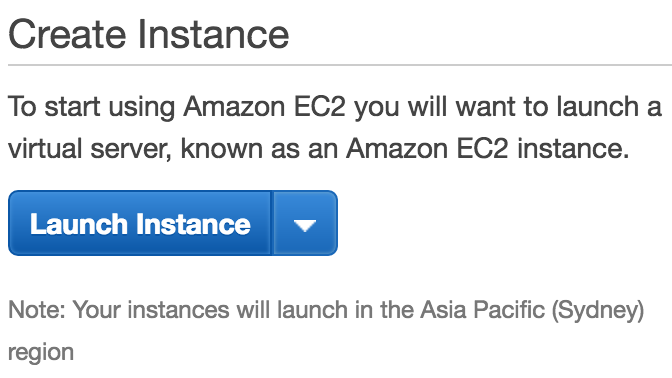 Create Instance
To start using Amazon EC2 you will want to launch a
virtual server, known as an Amazon EC2 instance.
Launch Instance
Note: Your instances will launch in the Asia Pacific (Sydney)
region